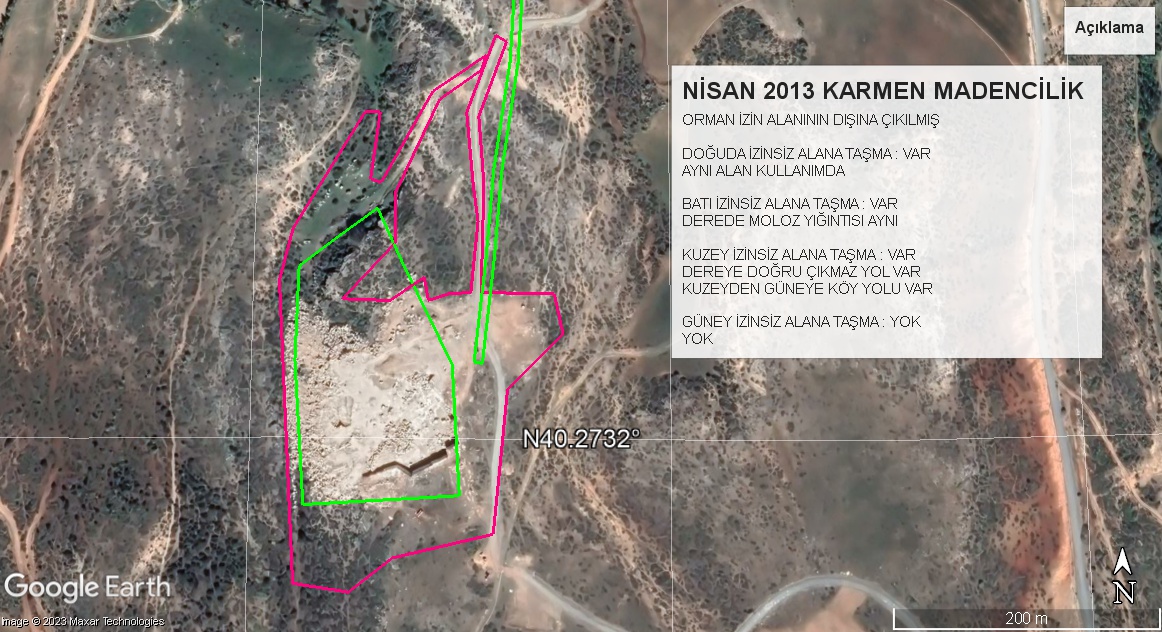 Açıklama
NİSAN 2013 KARMEN MADENCİLİK
ORMAN İZİN ALANININ DIŞINA ÇIKILMIŞ
DOĞUDA İZİNSİZ ALANA TAŞMA : VAR
AYNI ALAN KULLANIMDA
BATI İZİNSİZ ALANA TAŞMA : VAR
DEREDE MOLOZ YIĞINTISI AYNI
KUZEY İZİNSİZ ALANA TAŞMA : VAR
DEREYE DOĞRU ÇIKMAZ YOL VAR
KUZEYDEN GÜNEYE KÖY YOLU VAR
GÜNEY İZİNSİZ ALANA TAŞMA : YOK
YOK
N40.2732°
Google Earth
N
200 m
Image © 2023 Maxar Technologies